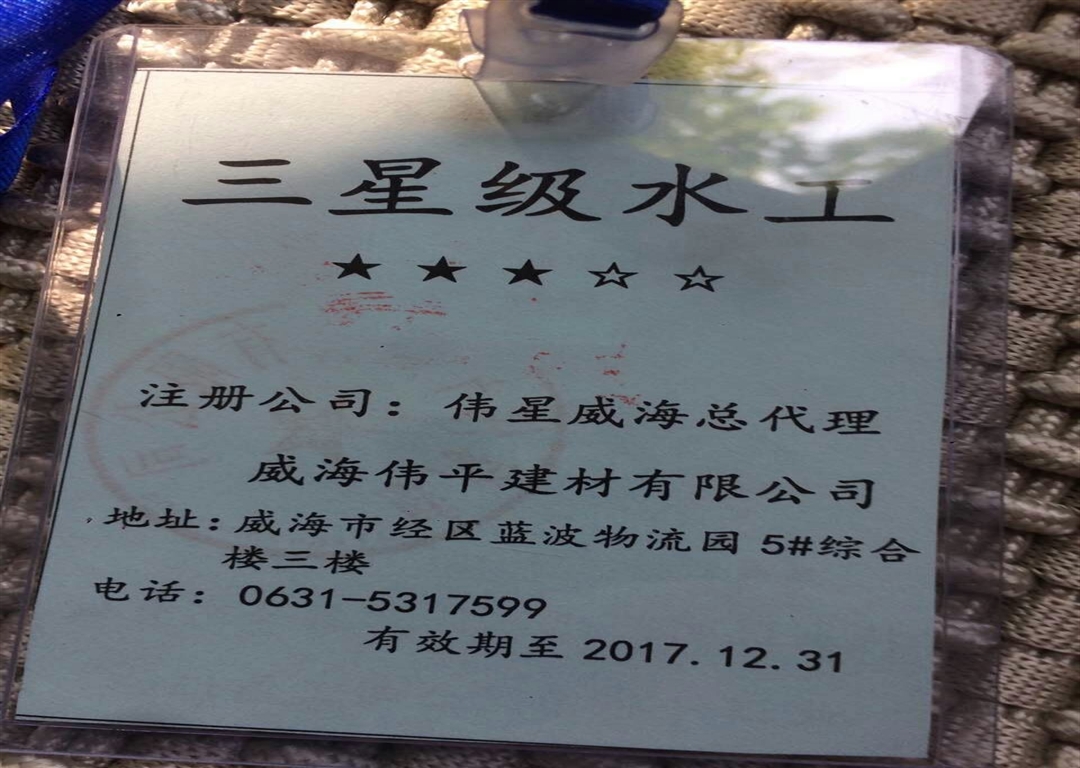 三星级水工
★★★☆☆
注册公司：伟星威海总代理
威海伟平建材有限公司
地址：威海市经区蓝波物流园 5#综合
楼三楼
电话：0631-5317599
有效期至 2017.12.31